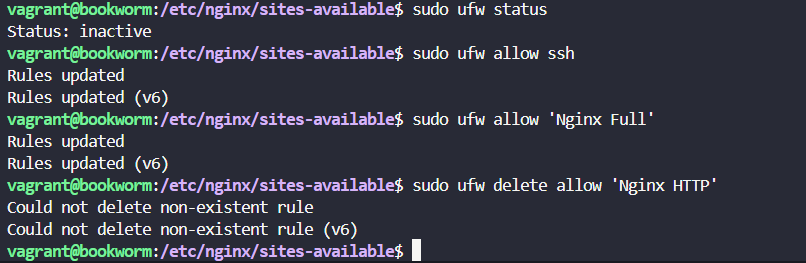 vagrant@bookworm:/etc/nginx/sites-available$ sudo ufw status
Status: inactive
vagrant@bookworm:/etc/nginx/sites-available$ sudo ufw allow ssh
Rules updated
Rules updated (v6)
vagrant@bookworm:/etc/nginx/sites-available$ sudo ufw allow 'Nginx Full'
Rules updated
Rules updated (v6)
vagrant@bookworm:/etc/nginx/sites-available$ sudo ufw delete allow 'Nginx HTTP'
Could not delete non-existent rule
Could not delete non-existent rule (v6)
vagrant@bookworm:/etc/nginx/sites-available$